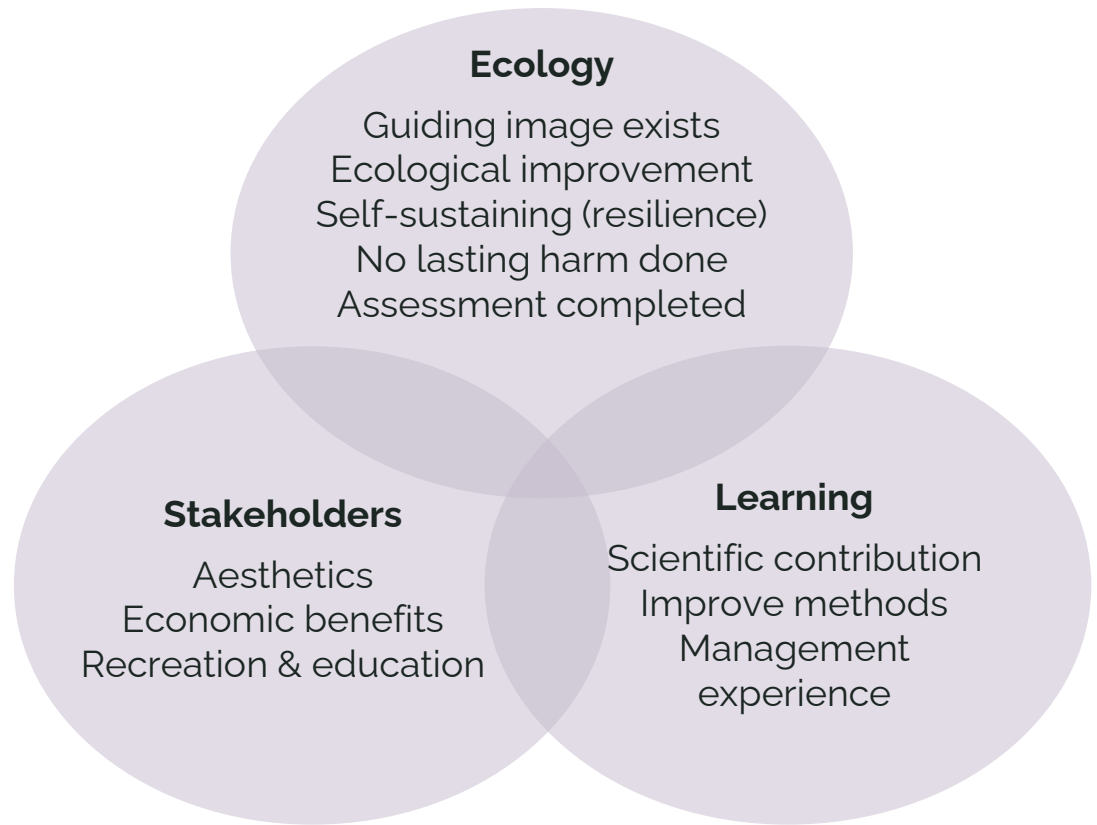 Ecology
Guiding image exists
Ecological improvement
Self-sustaining (resilience)
No lasting harm done
Assessment completed
Stakeholders
Aesthetics
Economic benefits
Recreation & education
Learning
Scientific contribution
Improve methods
Management
experience